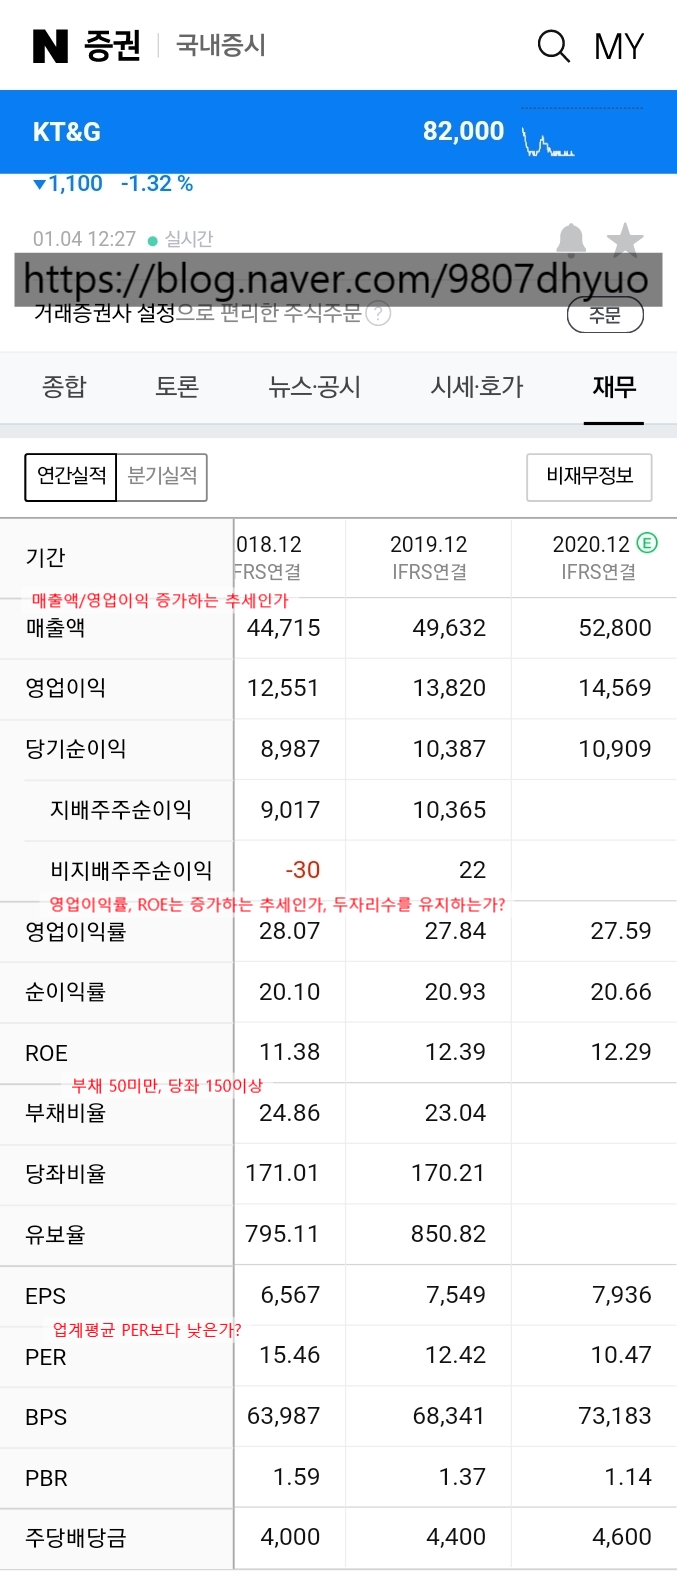 N 증권 국내증시 MY
KT&G 82,000
▼1,100 -1.32 %
01.04 12:27 ● 실시간
https://blog.naver.com/9807dhyuo
거래증권사 설정으로 편리한 주식주문 ? 주문
종합 토론 뉴스·공시 시세·호가 재무
연간실적 분기실적 비재무정보
기간 018.12 2019.12 2020.12 E
FRS연결 IFRS연결 IFRS연결
매출액/영업이익 증가하는 추세인가
매출액 44,715 49,632 52,800
영업이익 12,551 13,820 14,569
당기순이익 8,987 10,387 10,909
지배주주순이익 9,017 10,365
비지배주주순이익 -30 22
영업이익률, ROE는 증가하는 추세인가, 두자리수를 유지하는가?
영업이익률 28.07 27.84 27.59
순이익률 20.10 20.93 20.66
ROE 11.38 12.39 12.29
부채 50미만, 당좌 150이상
부채비율 24.86 23.04
당좌비율 171.01 170.21
유보율 795.11 850.82
EPS 6,567 7,549 7,936
업계평균 PER보다 낮은가?
PER 15.46 12.42 10.47
BPS 63,987 68,341 73,183
PBR 1.59 1.37 1.14
주당배당금 4,000 4,400 4,600